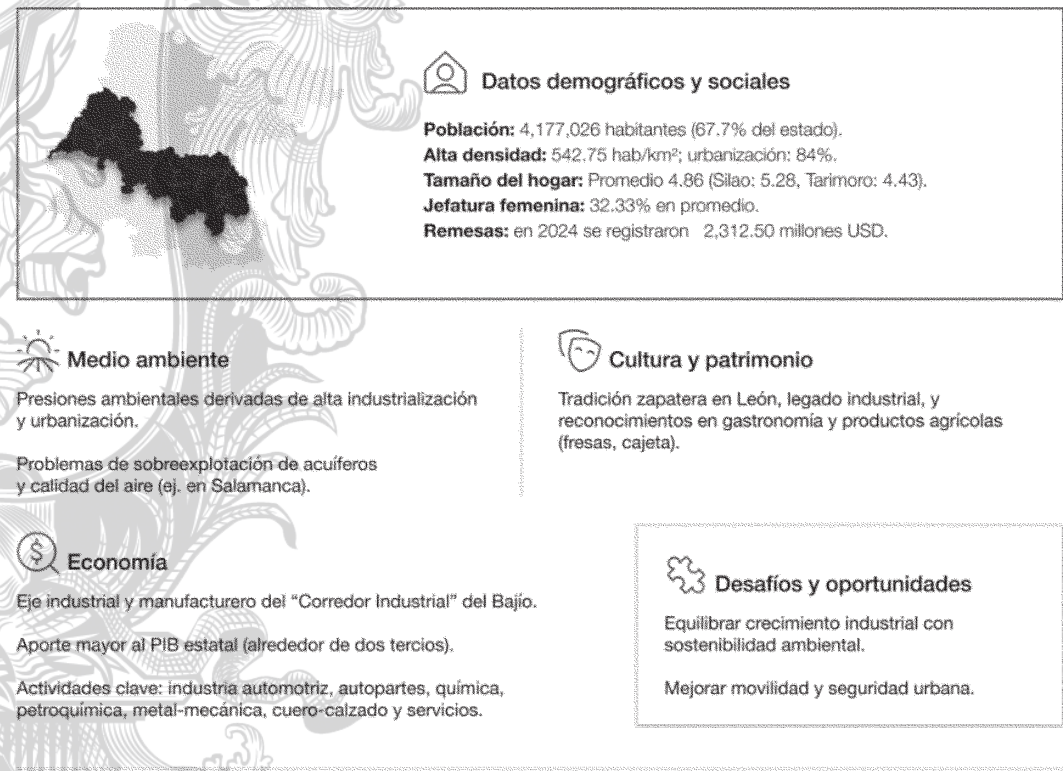 Datos demográficos y sociales
Población: 4,177,026 habitantes (67.7% del estado).
Alta densidad: 542.75 hab/km²; urbanización: 84%.
Tamaño del hogar: Promedio 4.86 (Silao: 5.28, Tarimoro: 4.43).
Jefatura femenina: 32.33% en promedio.
Remesas: en 2024 se registraron 2,312.50 millones USD.
Medio ambiente
Presiones ambientales derivadas de alta industrialización
y urbanización.
Problemas de sobreexplotación de acuíferos
y calidad del aire (ej. en Salamanca).
Cultura y patrimonio
Tradición zapatera en León, legado industrial, y
reconocimientos en gastronomía y productos agrícolas
(fresas, cajeta).
$
Economía
Eje industrial y manufacturero del “Corredor Industrial” del Bajío.
Aporte mayor al PIB estatal (alrededor de dos tercios).
Actividades clave: industria automotriz, autopartes, química,
petroquímica, metal-mecánica, cuero-calzado y servicios.
Desafíos y oportunidades
Equilibrar crecimiento industrial con
sostenibilidad ambiental.
Mejorar movilidad y seguridad urbana.